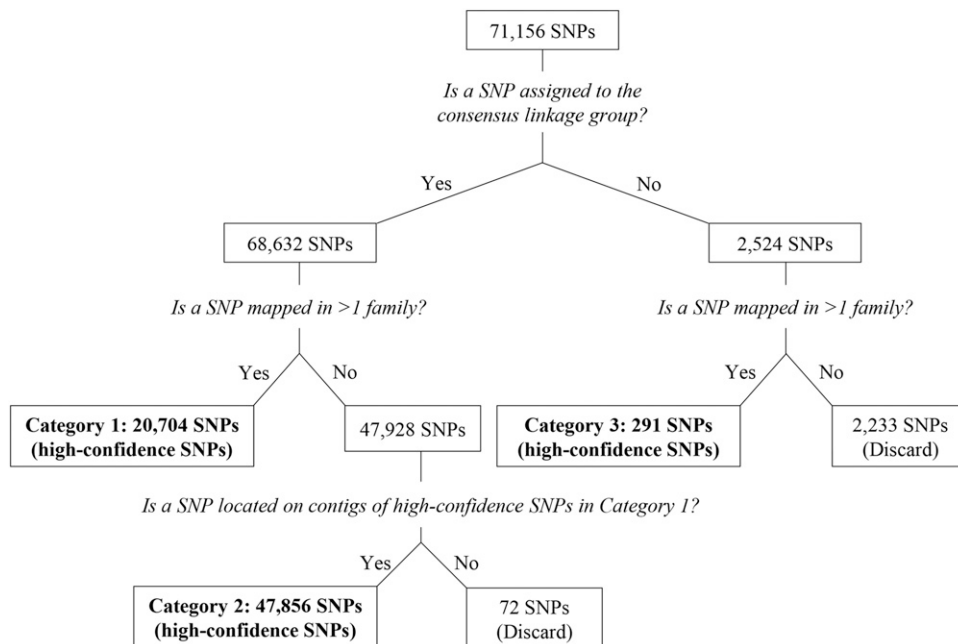 71,156 SNPs
Is a SNP assigned to the
consensus linkage group?
Yes
No
68,632 SNPs
2,524 SNPs
Is a SNP mapped in >1 family?
Is a SNP mapped in >1 family?
Yes
No
Yes
No
Category 1: 20,704 SNPs
(high-confidence SNPs)
47,928 SNPs
Category 3: 291 SNPs
(high-confidence SNPs)
2,233 SNPs
(Discard)
Is a SNP located on contigs of high-confidence SNPs in Category 1?
Yes
No
Category 2: 47,856 SNPs
(high-confidence SNPs)
72 SNPs
(Discard)